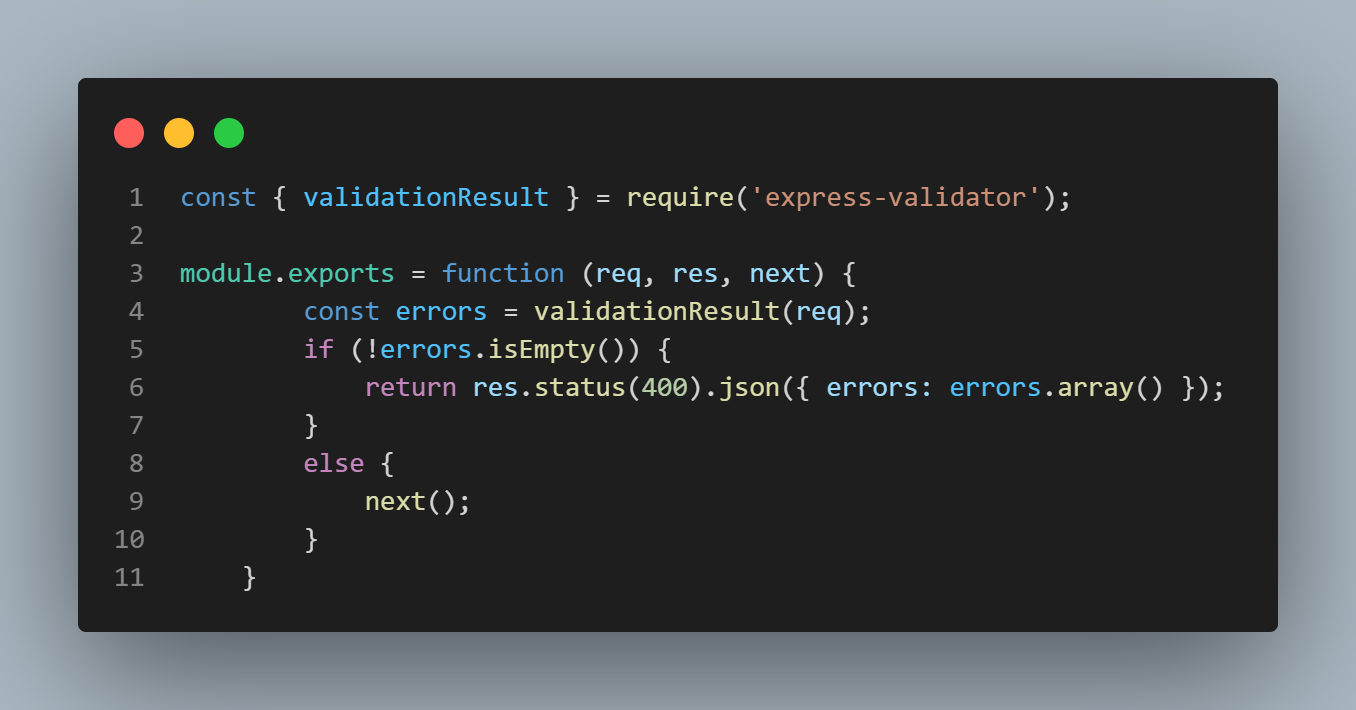 1 const { validationResult } = require('express-validator');
2
3 module.exports = function (req, res, next) {
4         const errors = validationResult(req);
5         if (!errors.isEmpty()) {
6             return res.status(400).json({ errors: errors.array() });
7         }
8         else {
9             next();
10         }
11     }